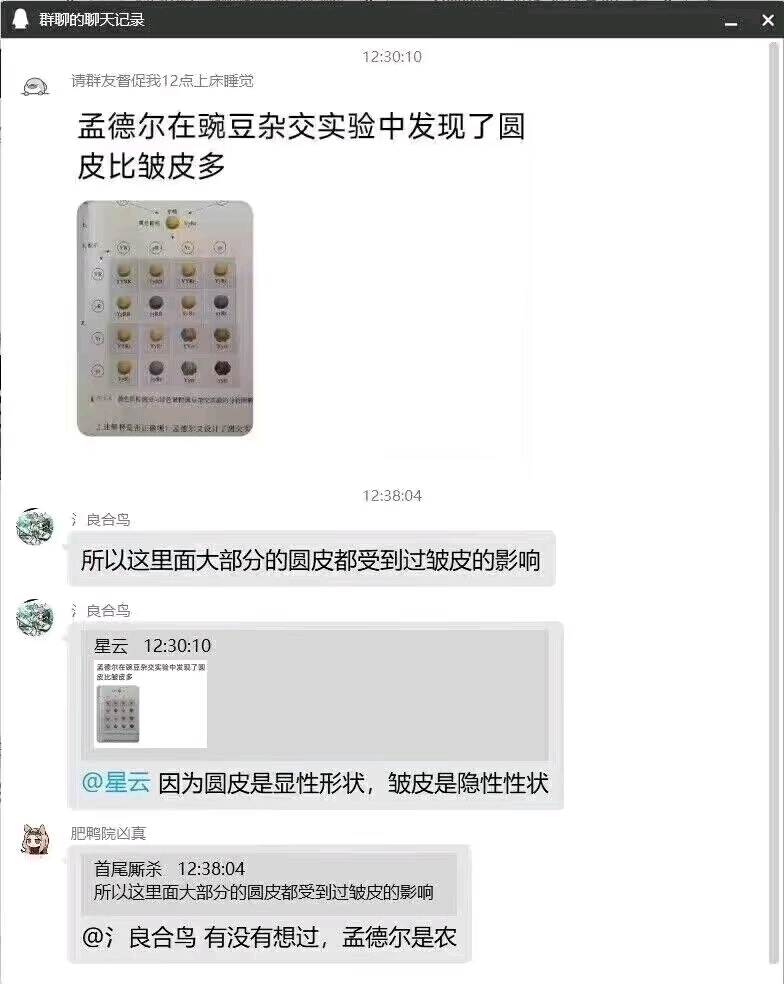 群聊的聊天记录
12:30:10
请群友督促我12点上床睡觉
孟德尔在豌豆杂交实验中发现了圆
皮比皱皮多
12:38:04
氵良合鸟
所以这里面大部分的圆皮都受到过皱皮的影响
氵良合鸟
星云 12:30:10
孟德尔在豌豆杂交实验中发现了圆
皮比皱皮多
@星云 因为圆皮是显性形状，皱皮是隐性性状
肥鸭院凶真
首尾厮杀 12:38:04
所以这里面大部分的圆皮都受到过皱皮的影响
@氵良合鸟 有没有想过，孟德尔是农